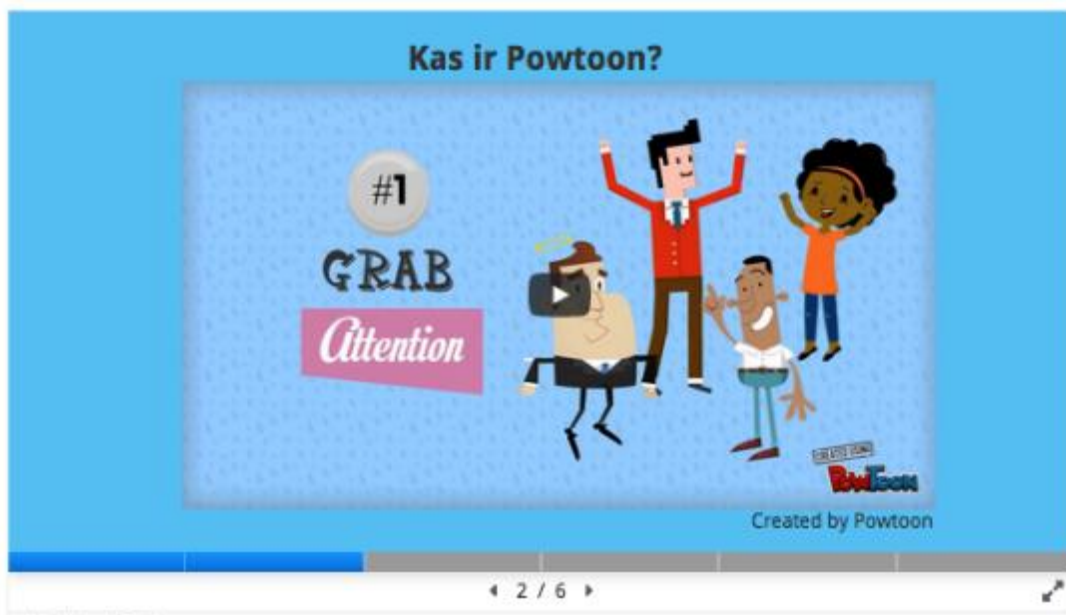 Kas ir Powtoon?
#1
GRAB
Attention
CREATED USING
POWTOON
Created by Powtoon
2 / 6